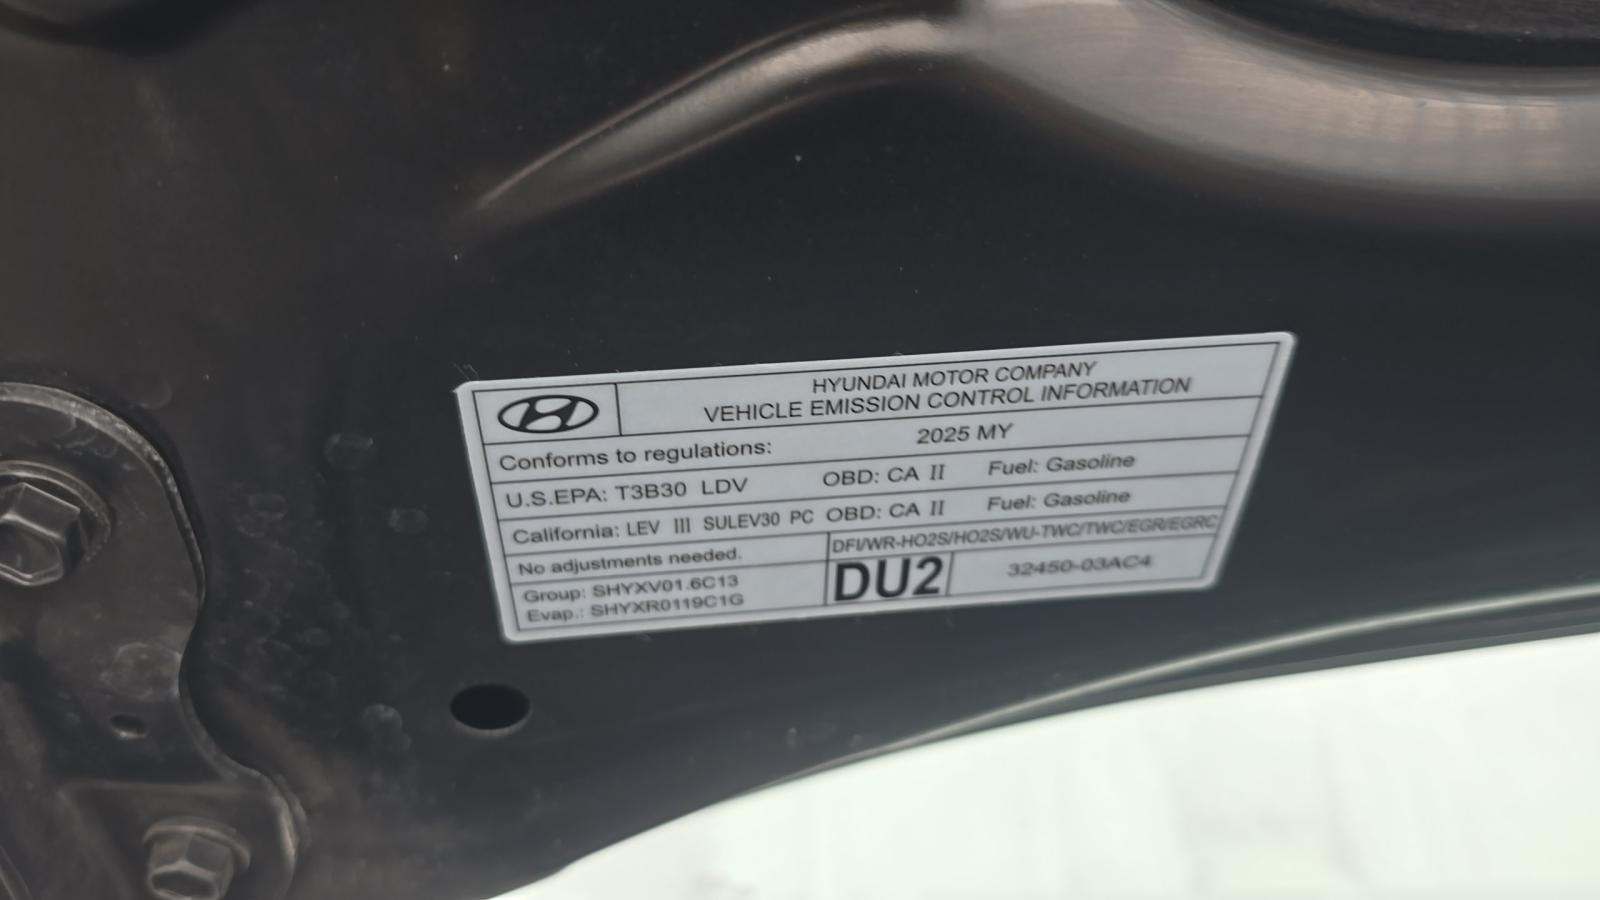 HYUNDAI MOTOR COMPANY
VEHICLE EMISSION CONTROL INFORMATION
Conforms to regulations: 2025 MY
U.S.EPA: T3B30 LDV OBD: CA II Fuel: Gasoline
California: LEV III SULEV30 PC OBD: CA II Fuel: Gasoline
No adjustments needed. DFI/WR-HO2S/HO2S/WU-TWC/TWC/EGR/EGRC
Group: SHYXV01.6C13
Evap.: SHYXR0119C1G
DU2 32450-03AC4